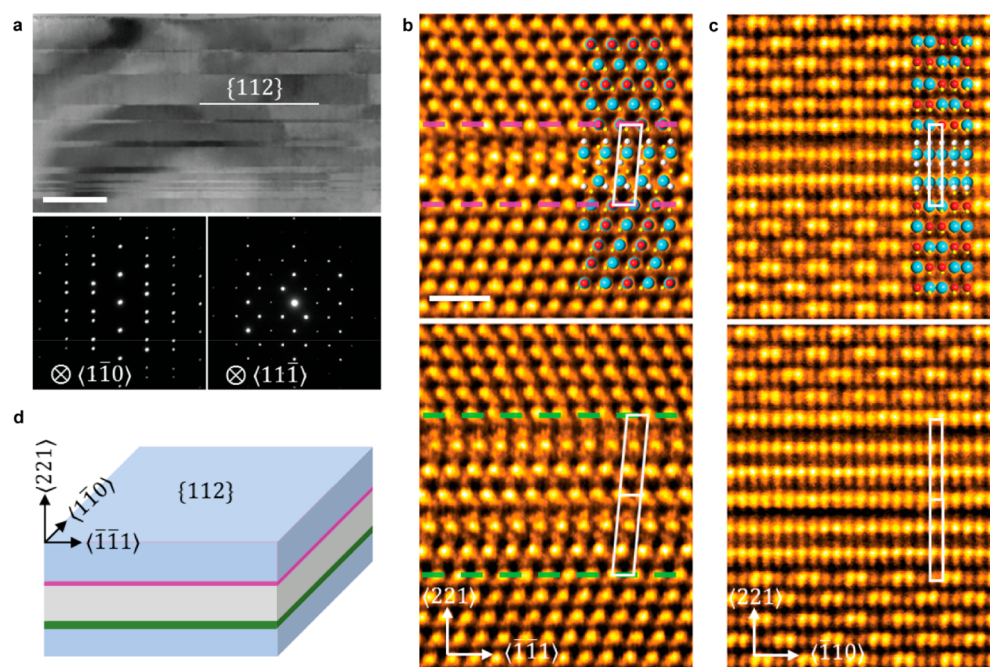 a
{112}
⊗ ⟨11̅0⟩
⊗ ⟨111̅⟩
b
⟨221⟩
⟨1̅1̅1⟩
c
⟨221⟩
⟨1̅10⟩
d
⟨221⟩
⟨11̅0⟩
⟨1̅1̅1⟩
{112}